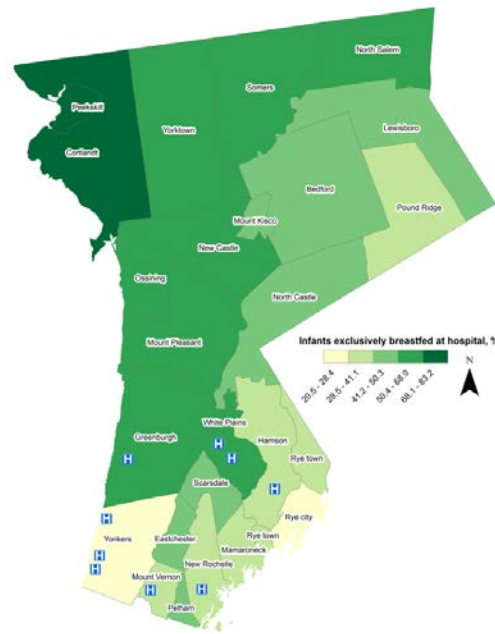 North Salem
Somers
Peekskill
Yorktown
Lewisboro
Cortlandt
Bedford
Pound Ridge
Mount Kisco
New Castle
Ossining
North Castle
Mount Pleasant
Infants exclusively breastfed at hospital, %
20.5 - 28.4
28.5 - 41.1
41.2 - 50.3
50.4 - 68.0
68.1 - 83.2
N
White Plains
Greenburgh
H
H
H
Harrison
Rye town
Scarsdale
H
Rye city
H
Yonkers
Eastchester
Rye town
Mamaroneck
H
H
New Rochelle
Mount Vernon
H
H
Pelham